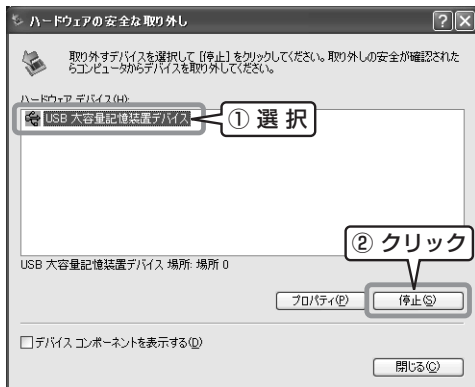 ハードウェアの安全な取り外し
取り外すデバイスを選択して [停止] をクリックしてください。取り外しの安全が確認された
らコンピュータからデバイスを取り外してください。
ハードウェア デバイス(H):
USB 大容量記憶装置デバイス
① 選 択
② クリック
USB 大容量記憶装置デバイス 場所: 場所 0
プロパティ(P)
停止(S)
デバイス コンポーネントを表示する(D)
閉じる(C)